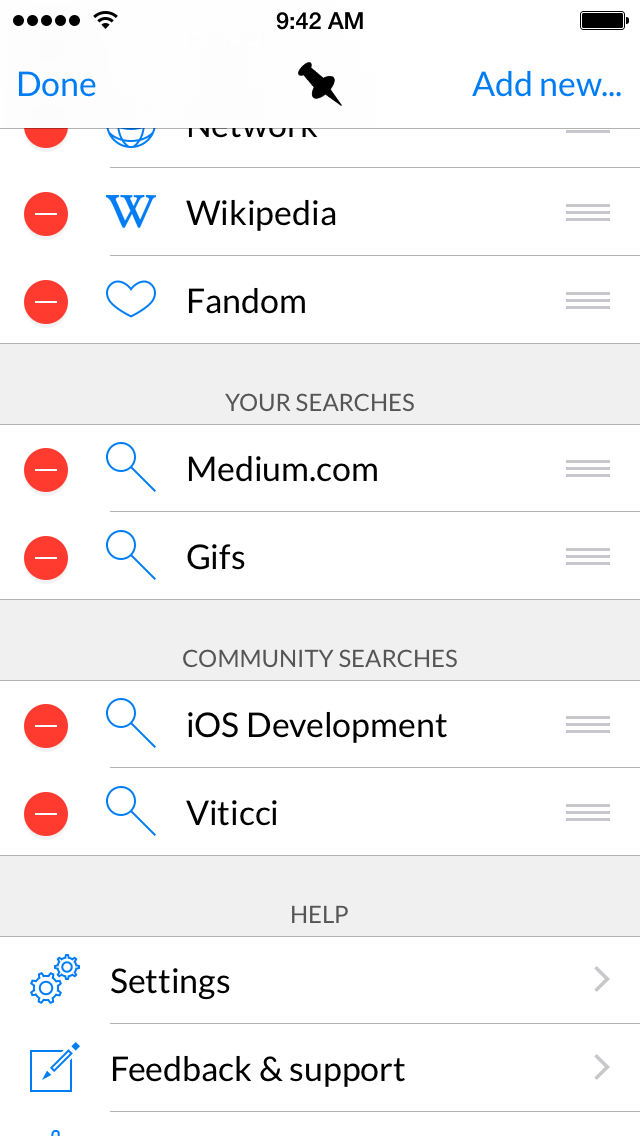 9:42 AM
Done
Add new...
Network
Wikipedia
Fandom
YOUR SEARCHES
Medium.com
Gifs
COMMUNITY SEARCHES
iOS Development
Viticci
HELP
Settings
Feedback & support